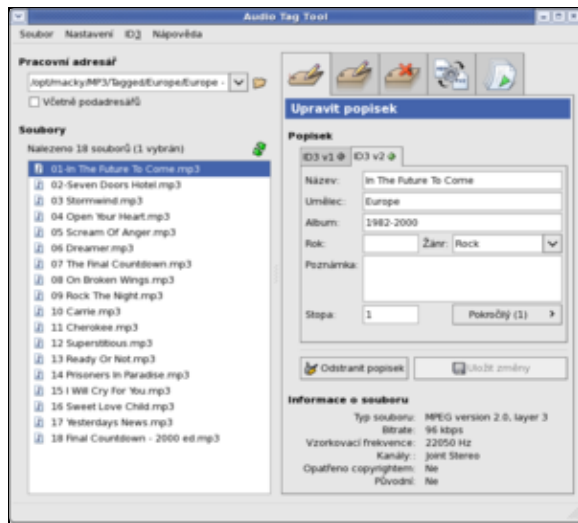 Audio Tag Tool
Soubor Nastavení ID3 Nápověda
Pracovní adresář
/opt/macky/MP3/Tagged/Europe/Europe -
Včetně podadresářů
Soubory
Nalezeno 18 souborů (1 vybrán)
01-In The Future To Come.mp3
02-Seven Doors Hotel.mp3
03 Stormwind.mp3
04 Open Your Heart.mp3
05 Scream Of Anger.mp3
06 Dreamer.mp3
07 The Final Countdown.mp3
08 On Broken Wings.mp3
09 Rock The Night.mp3
10 Carrie.mp3
11 Cherokee.mp3
12 Superstitious.mp3
13 Ready Or Not.mp3
14 Prisoners In Paradise.mp3
15 I Will Cry For You.mp3
16 Sweet Love Child.mp3
17 Yesterdays News.mp3
18 Final Countdown - 2000 ed.mp3
Upravit popisek
Popisek
ID3 v1 ID3 v2
Název: In The Future To Come
Umělec: Europe
Album: 1982-2000
Rok: Žánr: Rock
Poznámka:
Stopa: 1 Pokročilý (1) >
Odstranit popisek Uložit změny
Informace o souboru
Typ souboru: MPEG version 2.0, layer 3
Bitrate: 96 kbps
Vzorkovací frekvence: 22050 Hz
Kanály: Joint Stereo
Opatřeno copyrightem: Ne
Původní: Ne